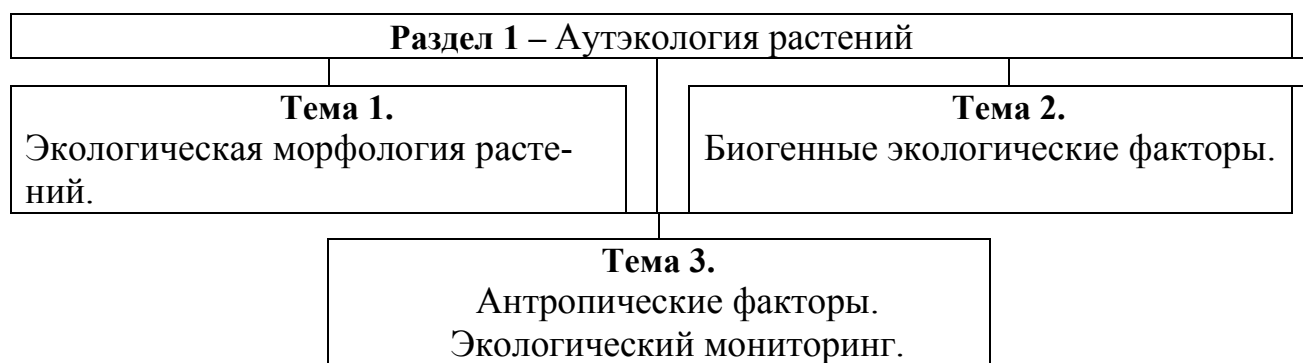 Раздел 1 – Аутэкология растений
Тема 1.
Экологическая морфология расте-
ний.
Тема 2.
Биогенные экологические факторы.
Тема 3.
Антропические факторы.
Экологический мониторинг.